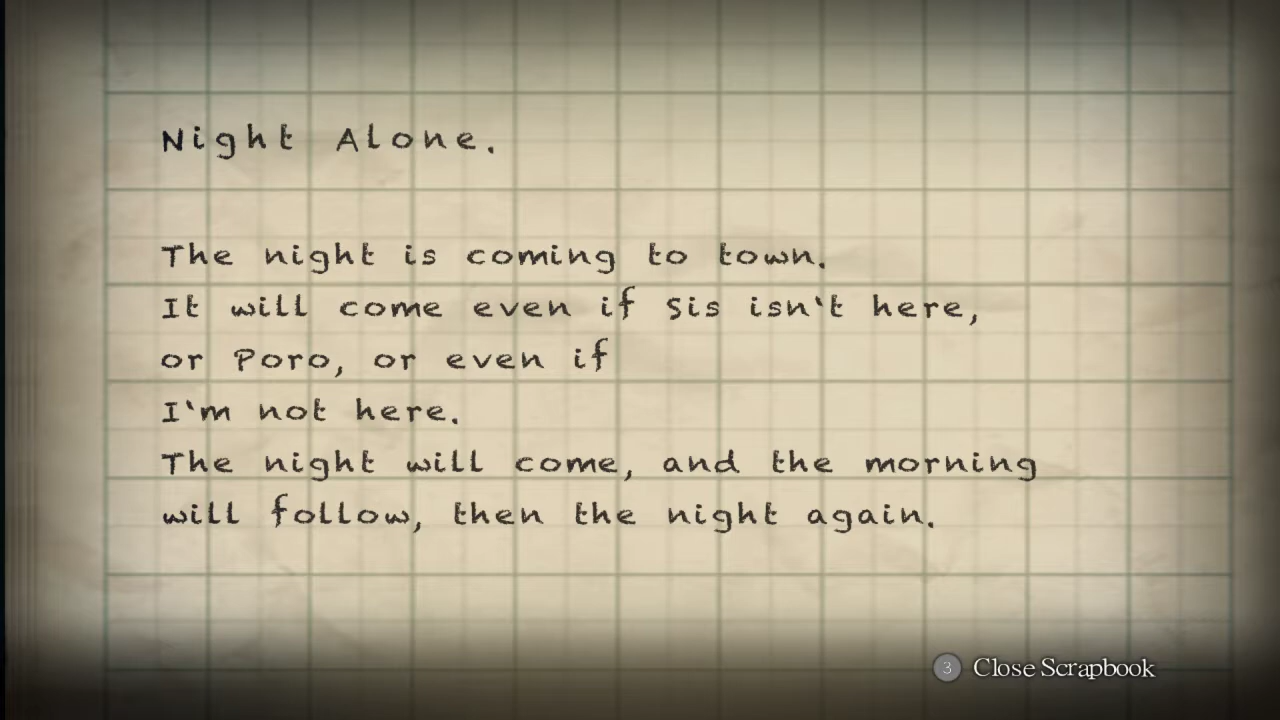 Night Alone.
The night is coming to town.
It will come even if Sis isn't here,
or Poro, or even if
I'm not here.
The night will come, and the morning
will follow, then the night again.
3 Close Scrapbook